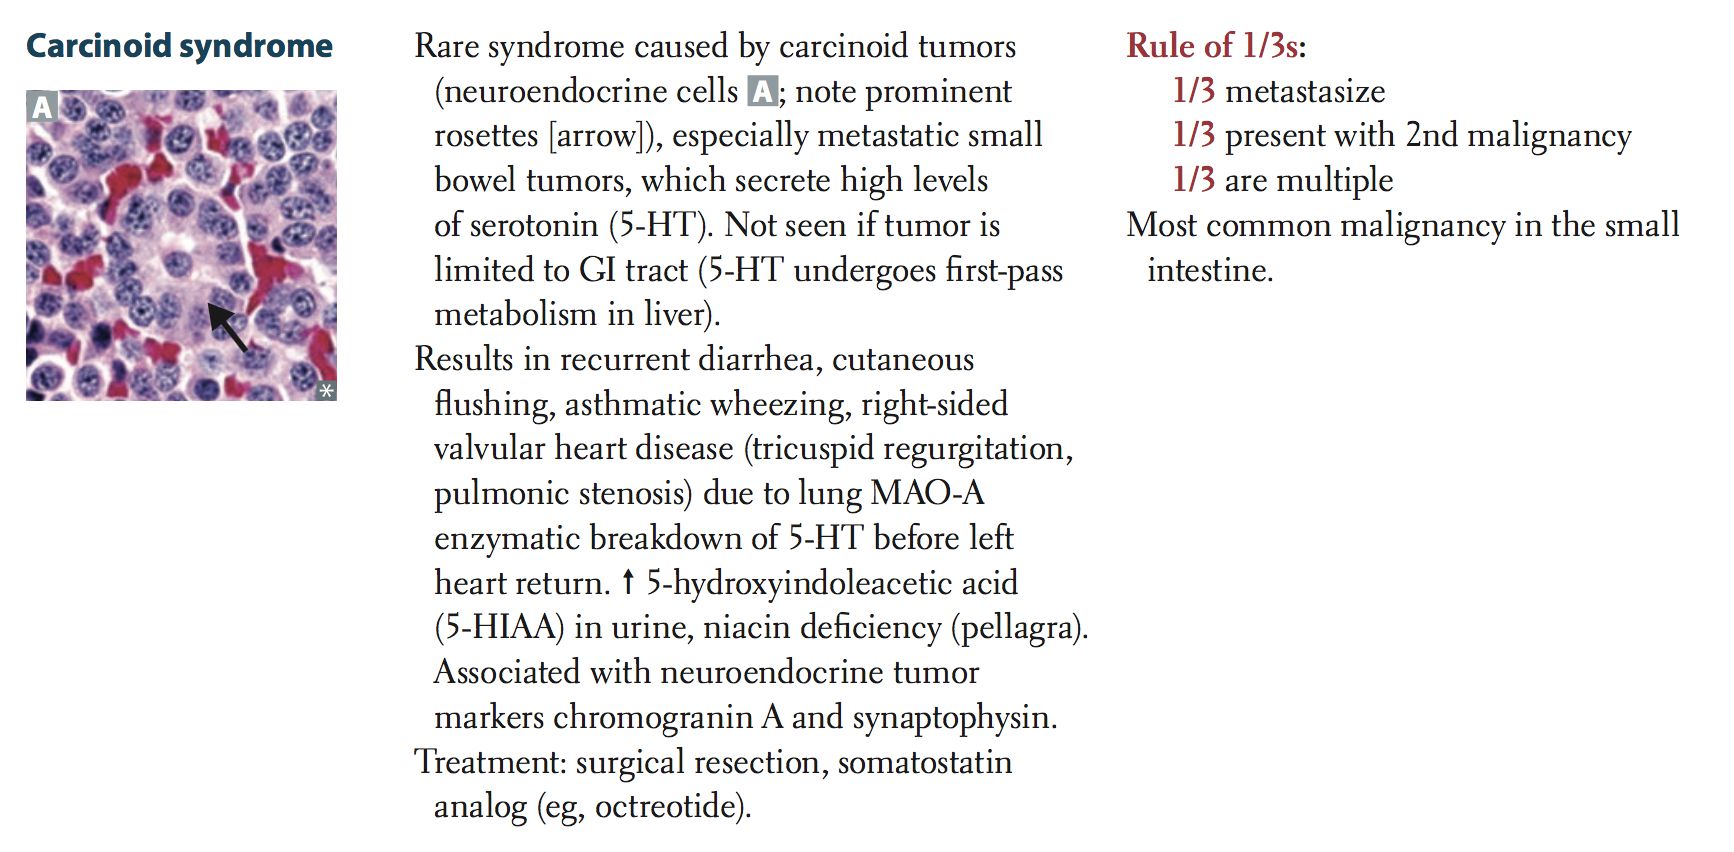 Carcinoid syndrome
A
Rare syndrome caused by carcinoid tumors
(neuroendocrine cells A; note prominent
rosettes [arrow]), especially metastatic small
bowel tumors, which secrete high levels
of serotonin (5-HT). Not seen if tumor is
limited to GI tract (5-HT undergoes first-pass
metabolism in liver).
Results in recurrent diarrhea, cutaneous
flushing, asthmatic wheezing, right-sided
valvular heart disease (tricuspid regurgitation,
pulmonic stenosis) due to lung MAO-A
enzymatic breakdown of 5-HT before left
heart return. ↑ 5-hydroxyindoleacetic acid
(5-HIAA) in urine, niacin deficiency (pellagra).
Associated with neuroendocrine tumor
markers chromogranin A and synaptophysin.
Treatment: surgical resection, somatostatin
analog (eg, octreotide).
Rule of 1/3s:
1/3 metastasize
1/3 present with 2nd malignancy
1/3 are multiple
Most common malignancy in the small
intestine.